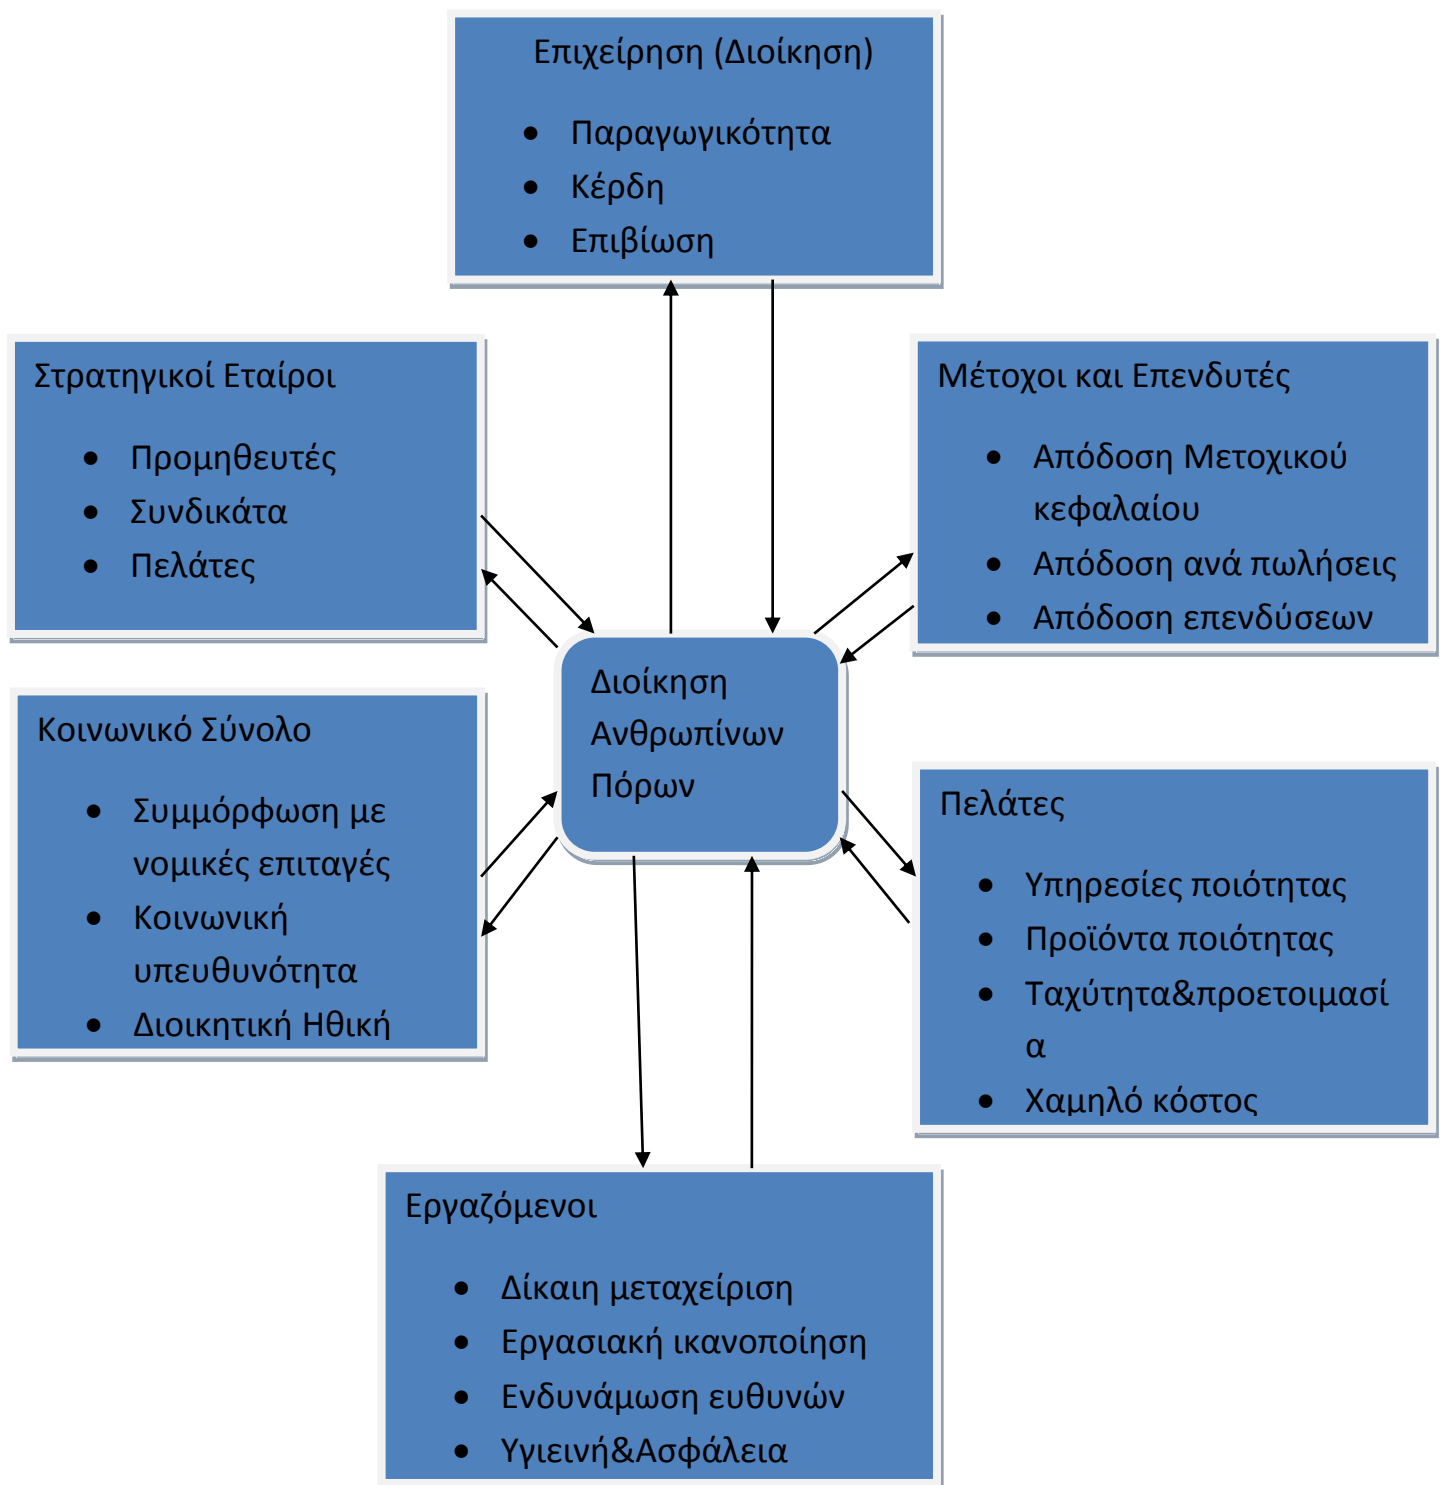 Επιχείρηση (Διοίκηση)
• Παραγωγικότητα
• Κέρδη
• Επιβίωση
Στρατηγικοί Εταίροι
• Προμηθευτές
• Συνδικάτα
• Πελάτες
Μέτοχοι και Επενδυτές
• Απόδοση Μετοχικού
κεφαλαίου
• Απόδοση ανά πωλήσεις
• Απόδοση επενδύσεων
Διοίκηση
Ανθρωπίνων
Πόρων
Κοινωνικό Σύνολο
• Συμμόρφωση με
νομικές επιταγές
• Κοινωνική
υπευθυνότητα
• Διοικητική Ηθική
Πελάτες
• Υπηρεσίες ποιότητας
• Προϊόντα ποιότητας
• Ταχύτητα&προετοιμασί
α
• Χαμηλό κόστος
Εργαζόμενοι
• Δίκαιη μεταχείριση
• Εργασιακή ικανοποίηση
• Ενδυνάμωση ευθυνών
• Υγιεινή&Ασφάλεια